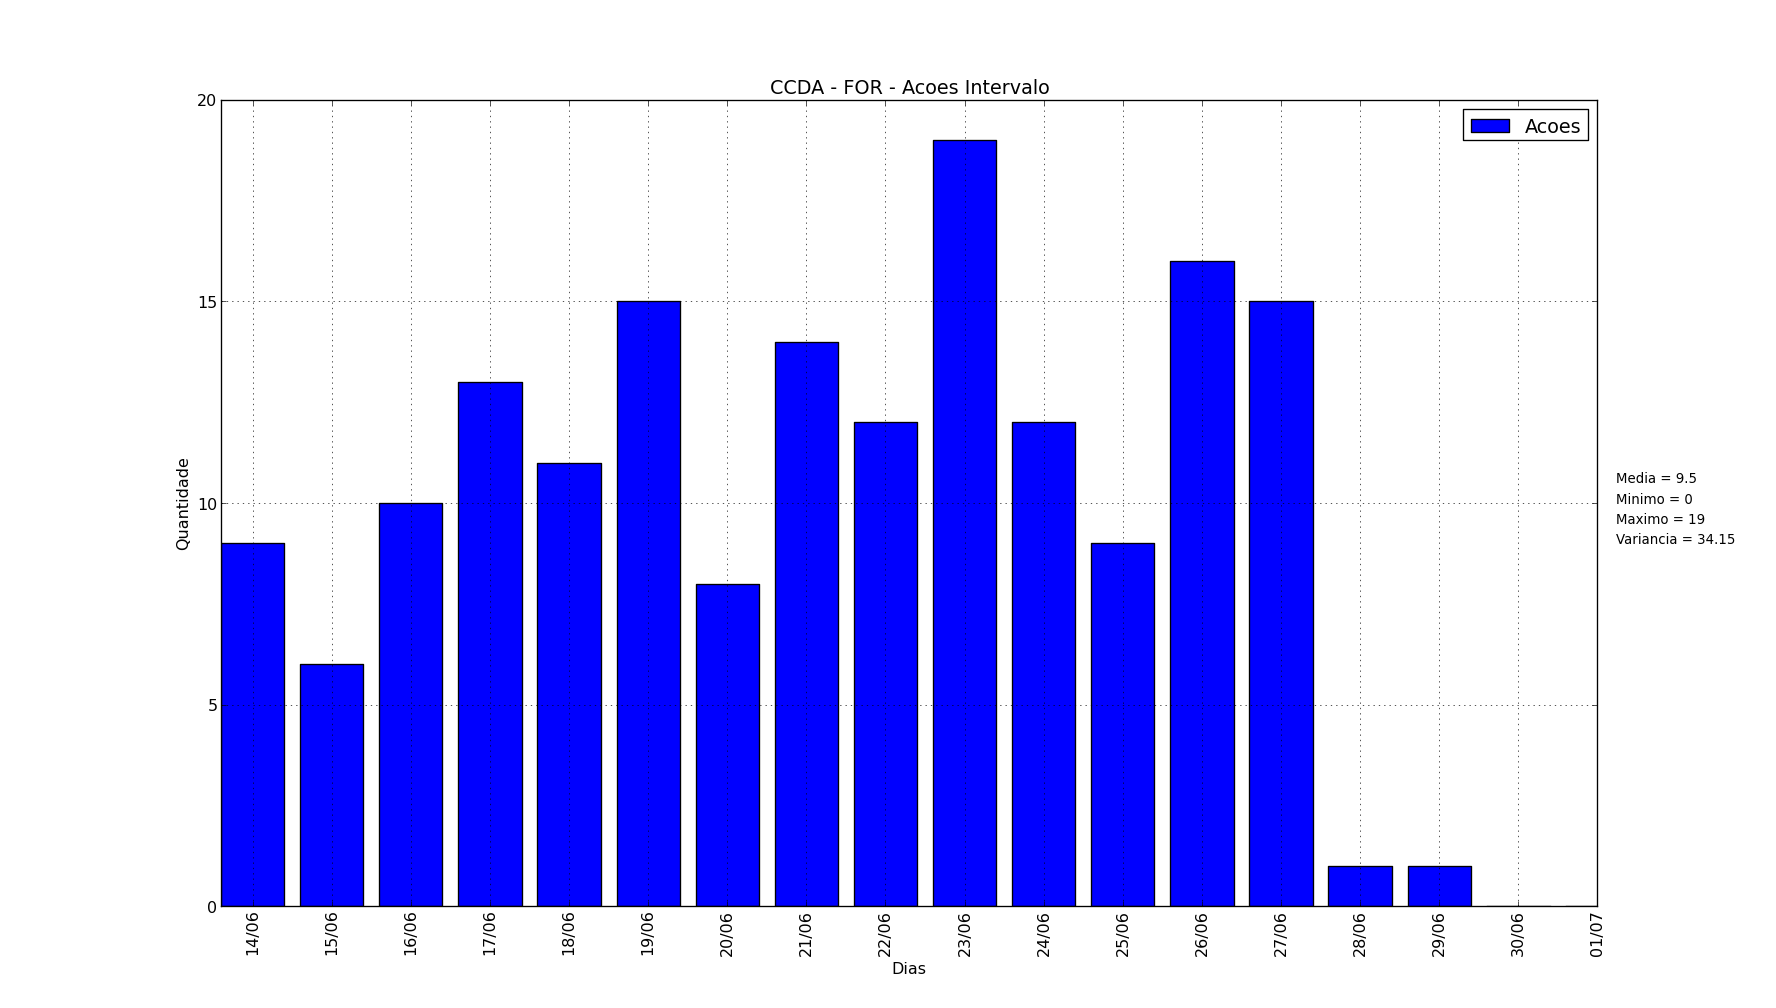 CCDA - FOR - Acoes Intervalo
Acoes
20
15
10
5
0
Quantidade
14/06
15/06
16/06
17/06
18/06
19/06
20/06
21/06
22/06
23/06
24/06
25/06
26/06
27/06
28/06
29/06
30/06
01/07
Dias
Media = 9.5
Minimo = 0
Maximo = 19
Variancia = 34.15